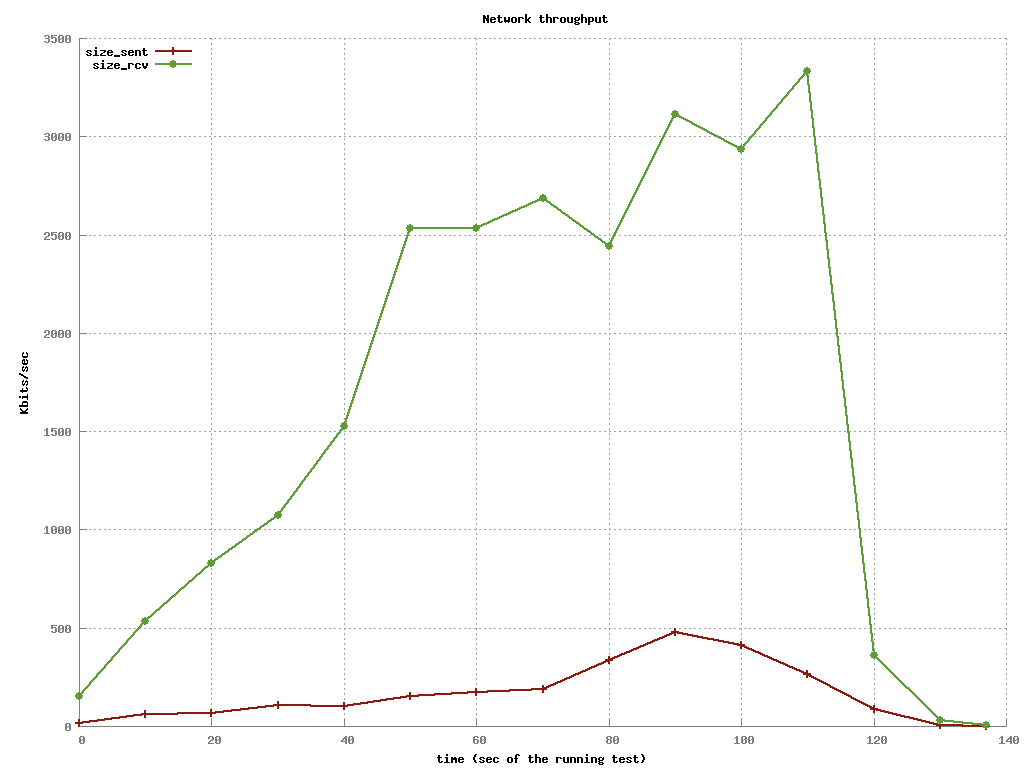 Network throughput
size_sent
size_rcv
3500
3000
2500
2000
1500
1000
500
0
Kbits/sec
0 20 40 60 80 100 120 140
time (sec of the running test)